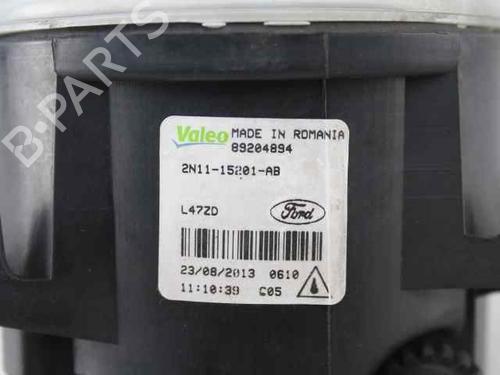 B-PARTS
Valeo MADE IN ROMANIA
89204894
2N11-15201-AB
L47ZD Ford
23/08/2013 0610
11:10:39 C05